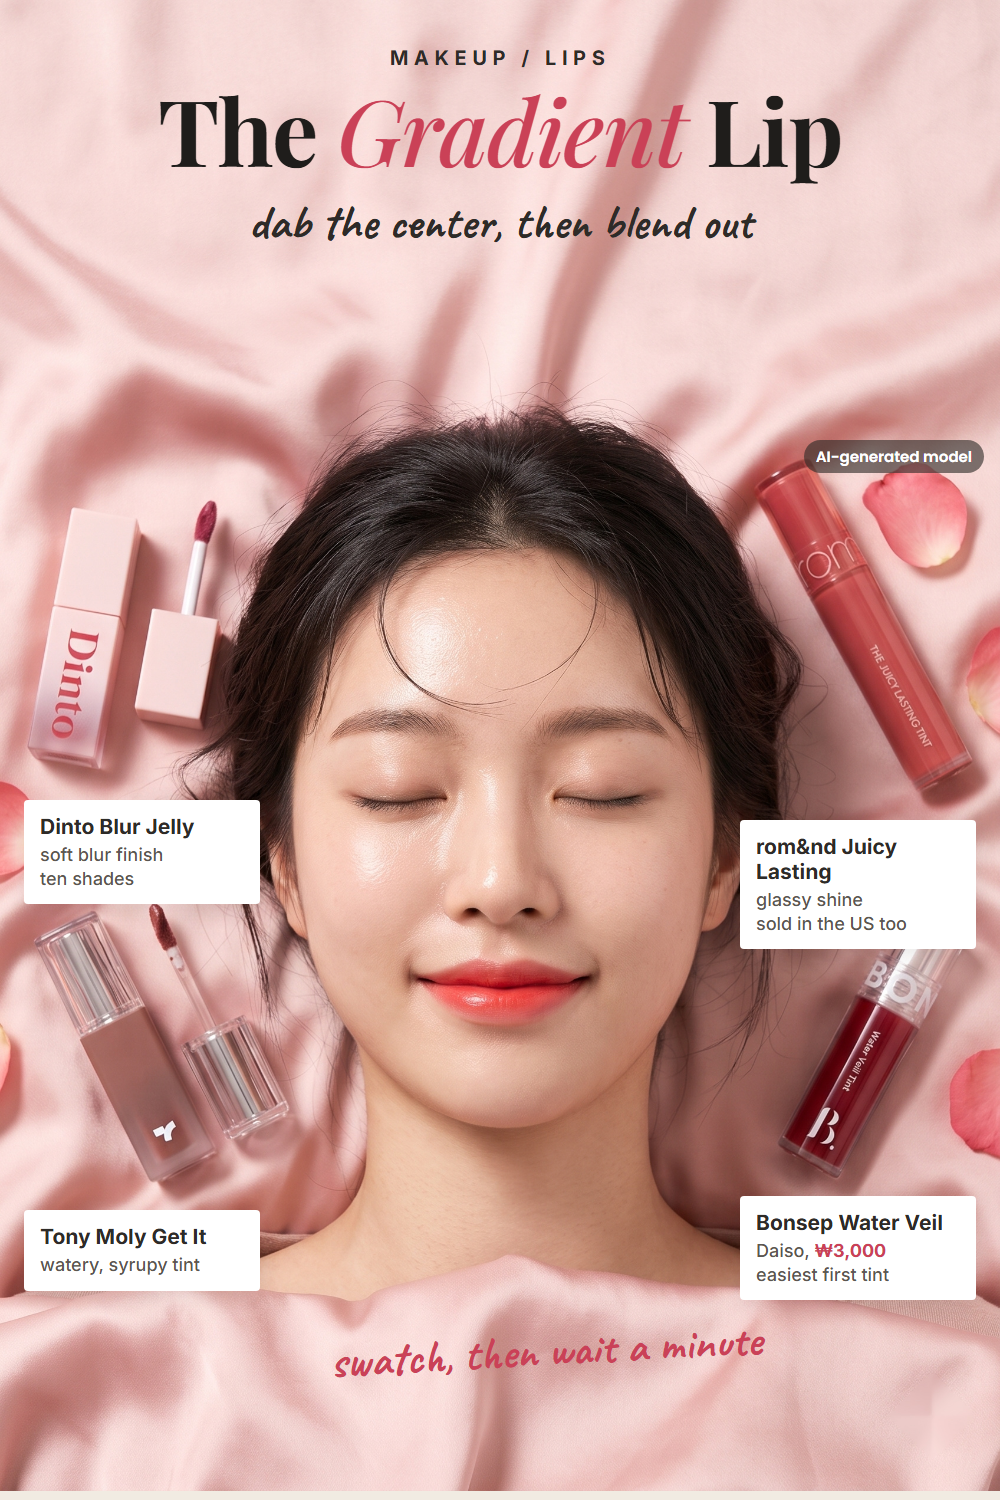 MAKEUP / LIPS
The Gradient Lip
dab the center, then blend out
AI-generated model
rom
THE JUICY LASTING TINT
Dinto
Dinto Blur Jelly
soft blur finish
ten shades
rom&nd Juicy
Lasting
glassy shine
sold in the US too
BON
Water Veil Tint
B.
Tony Moly Get It
watery, syrupy tint
Bonsep Water Veil
Daiso, ₩3,000
easiest first tint
swatch, then wait a minute